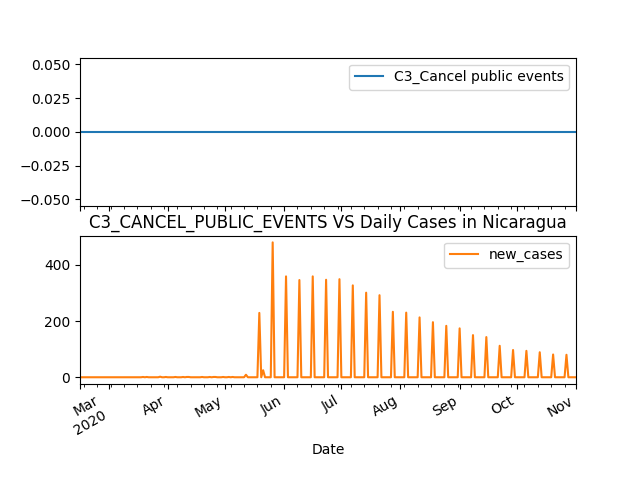 0.050
0.025
0.000
−0.025
−0.050
C3_Cancel public events
C3_CANCEL_PUBLIC_EVENTS VS Daily Cases in Nicaragua
400
200
0
new_cases
Mar
2020
Apr
May
Jun
Jul
Aug
Sep
Oct
Nov
Date